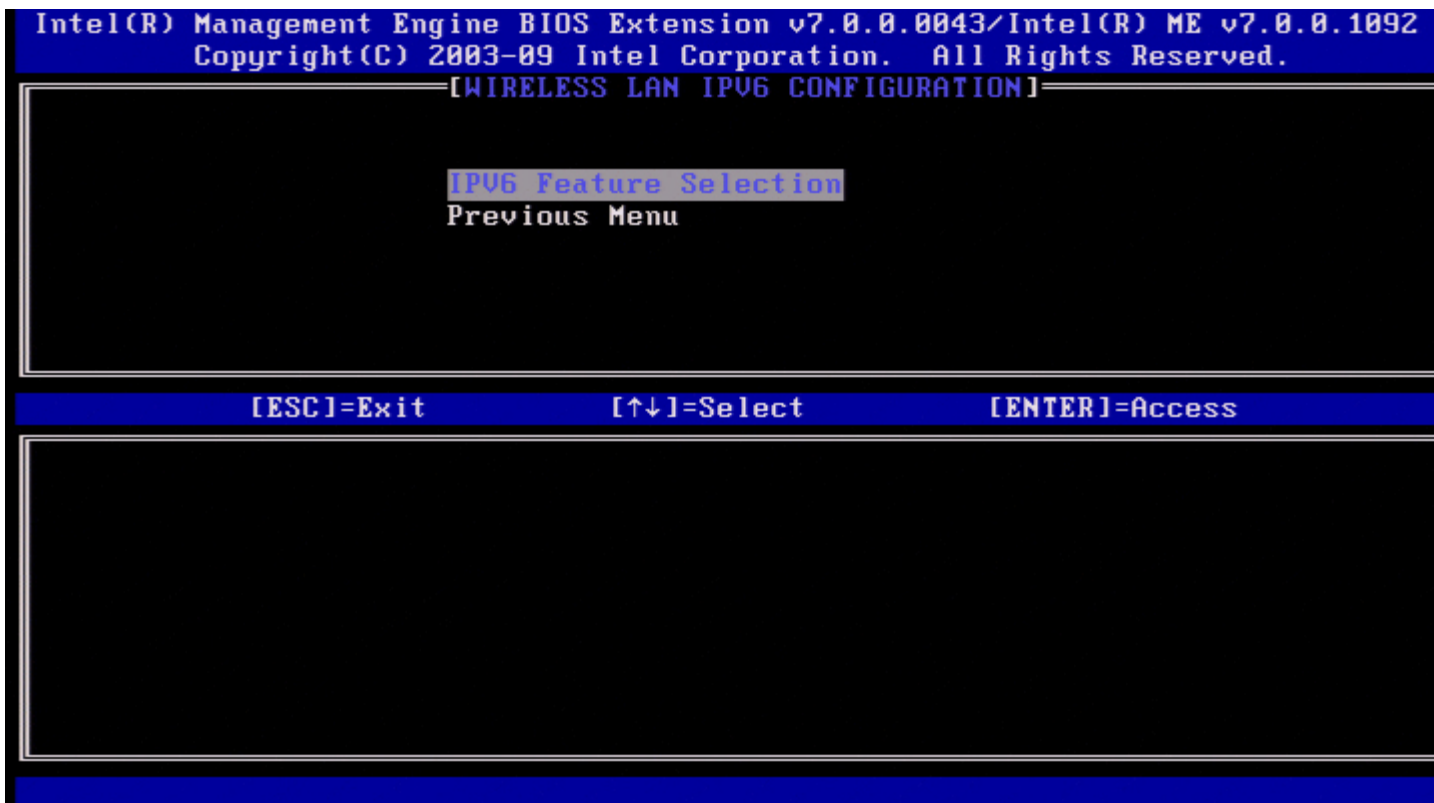 Intel(R) Management Engine BIOS Extension v7.0.0.0043/Intel(R) ME v7.0.0.1092
Copyright(C) 2003-09 Intel Corporation. All Rights Reserved.
[WIRELESS LAN IPV6 CONFIGURATION]
IPV6 Feature Selection
Previous Menu
[ESC]=Exit [↑↓]=Select [ENTER]=Access